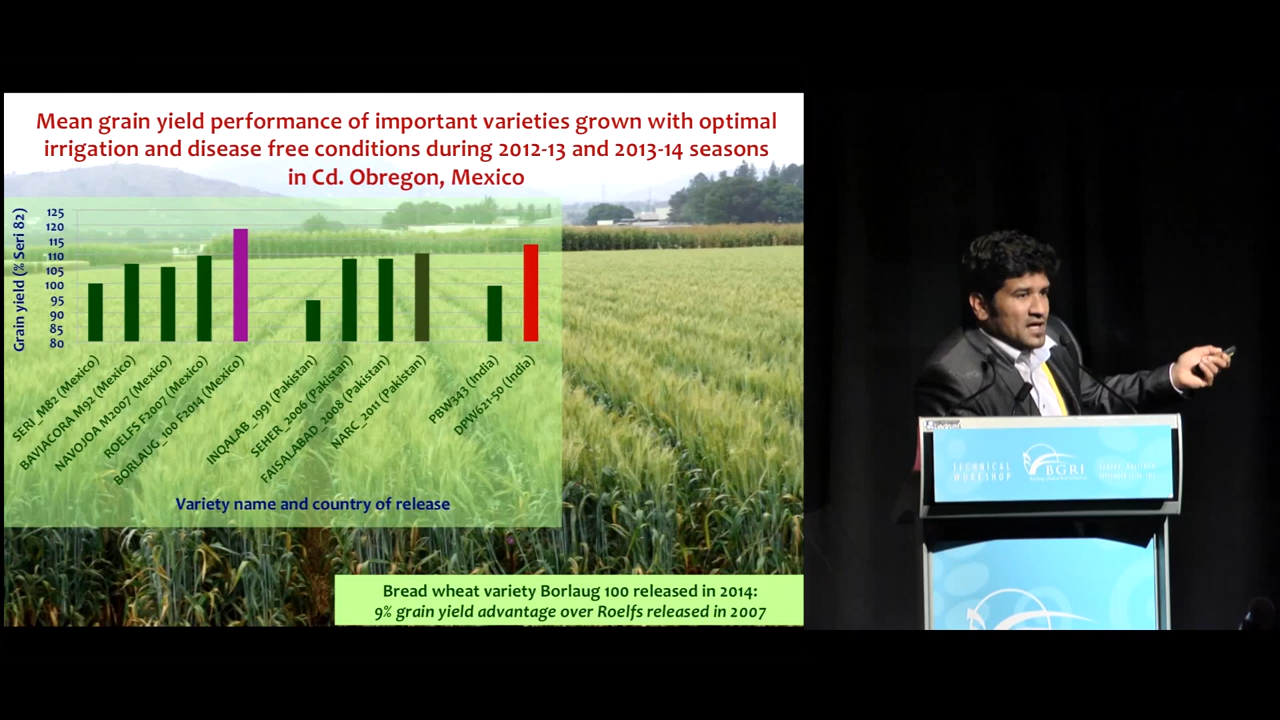 Mean grain yield performance of important varieties grown with optimal
irrigation and disease free conditions during 2012-13 and 2013-14 seasons
in Cd. Obregon, Mexico
Grain yield (% Seri 82)
125
120
115
110
105
100
95
90
85
80
SERI_M82 (Mexico)
BAVIACORA M92 (Mexico)
NAVOJOA M2007 (Mexico)
ROELFS F2007 (Mexico)
BORLAUG_100 F2014 (Mexico)
INQALAB_1991 (Pakistan)
SEHER_2006 (Pakistan)
FAISALABAD_2008 (Pakistan)
NARC_2011 (Pakistan)
PBW343 (India)
DPW621-50 (India)
Variety name and country of release
Bread wheat variety Borlaug 100 released in 2014:
9% grain yield advantage over Roelfs released in 2007
TECHNICAL
WORKSHOP
BGRI